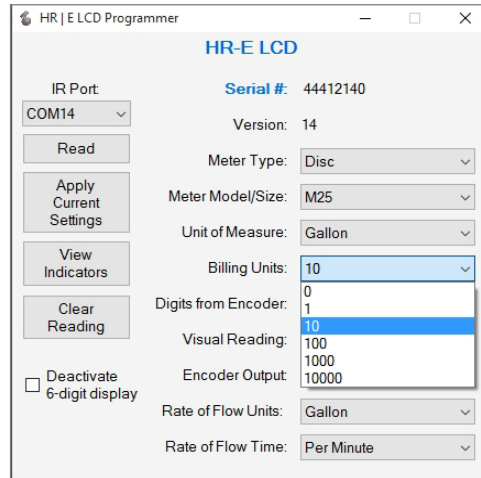 HR | E LCD Programmer
HR-E LCD
IR Port:
Serial #: 44412140
COM14
Version: 14
Read
Meter Type: Disc
Apply
Current
Settings
Meter Model/Size: M25
Unit of Measure: Gallon
View
Indicators
Billing Units: 10
0
Digits from Encoder:
1
Clear
Reading
10
Visual Reading:
100
1000
Deactivate
6-digit display
Encoder Output:
10000
Rate of Flow Units: Gallon
Rate of Flow Time: Per Minute